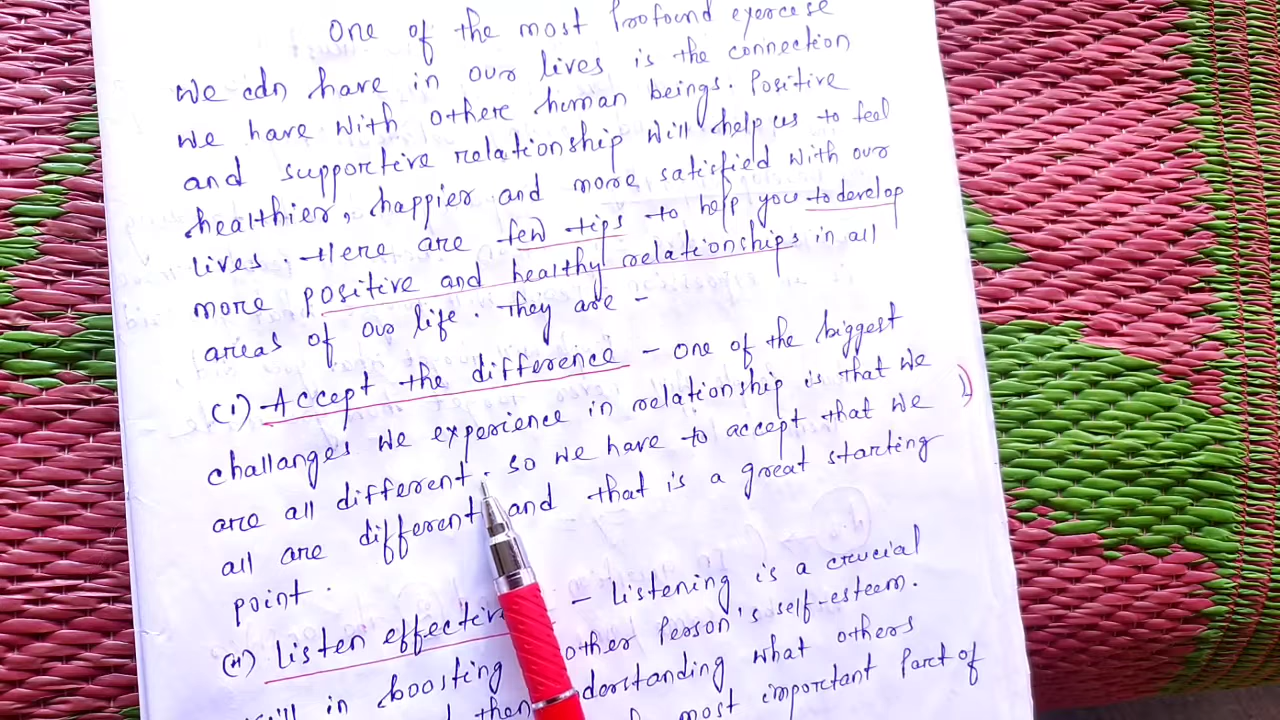 One of the most profound exercese
we can have in our lives is the connection
we have with othere human beings. Positive
and supportive relationship will help us to feel
healthier, happier and more satisfied with our
lives. Here are few tips to help you to develop
more positive and healthy relationships in all
areas of our life. They are -
(i) Accept the difference - one of the biggest
challanges we experience in relationship is that we
are all different. So we have to accept that we
all are different and that is a great starting
point.
(ii) Listen effectiv - Listening is a crucial
in boosting other Person's self-esteem.
what others
most important Part of